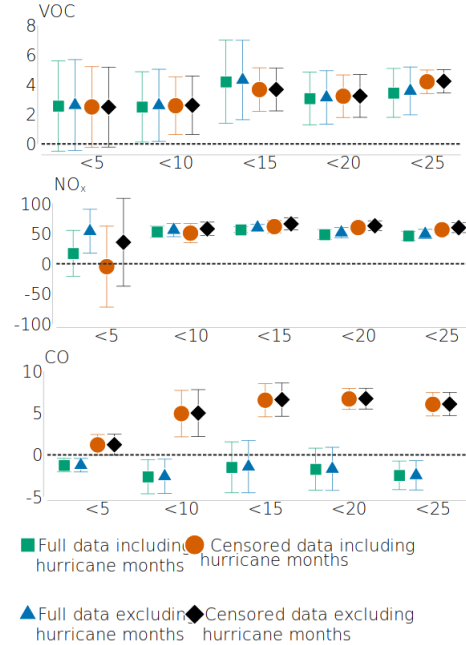 VOC
8
6
4
2
0
<5 <10 <15 <20 <25
NOₓ
100
50
0
-50
-100
<5 <10 <15 <20 <25
CO
10
5
0
-5
<5 <10 <15 <20 <25
Full data including Censored data including
hurricane months hurricane months
Full data excluding Censored data excluding
hurricane months hurricane months